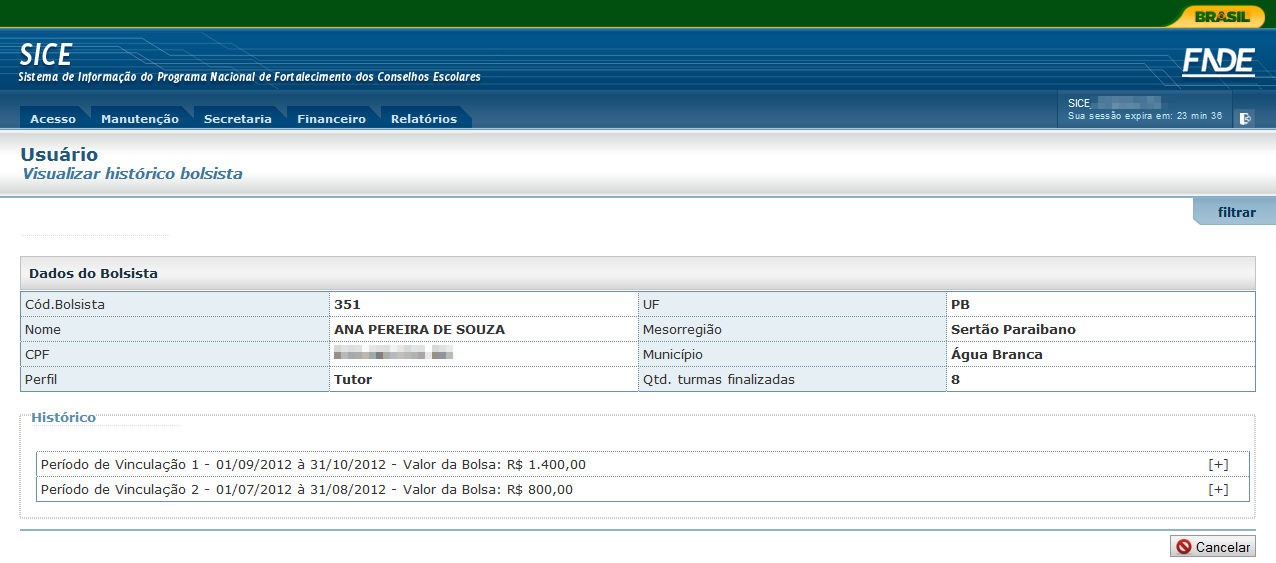 BRASIL
SICE
Sistema de Informação do Programa Nacional de Fortalecimento dos Conselhos Escolares
FNDE
Acesso Manutenção Secretaria Financeiro Relatórios
SICE
Sua sessão expira em: 23 min 36
Usuário
Visualizar histórico bolsista
filtrar
Dados do Bolsista
Cód.Bolsista 351 UF PB
Nome ANA PEREIRA DE SOUZA Mesorregião Sertão Paraibano
CPF Município Água Branca
Perfil Tutor Qtd. turmas finalizadas 8
Histórico
Período de Vinculação 1 - 01/09/2012 à 31/10/2012 - Valor da Bolsa: R$ 1.400,00 [+]
Período de Vinculação 2 - 01/07/2012 à 31/08/2012 - Valor da Bolsa: R$ 800,00 [+]
Cancelar